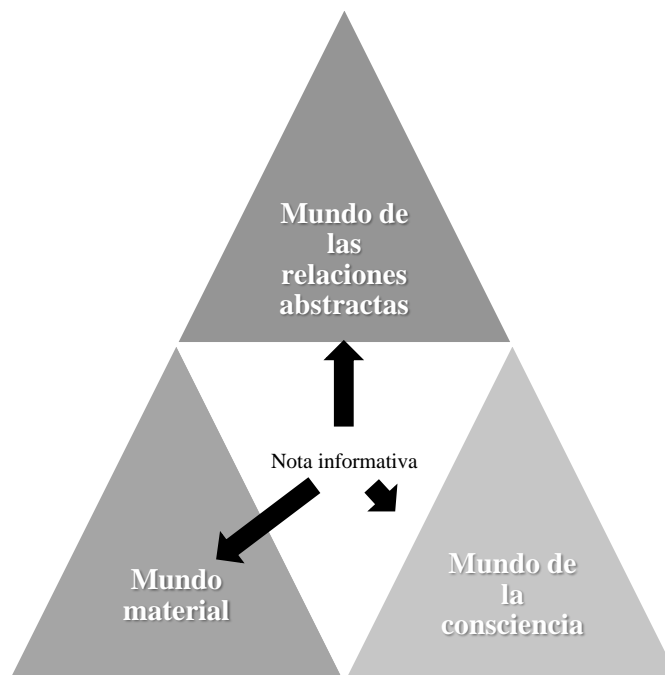 Mundo de
las
relaciones
abstractas
Nota informativa
Mundo
material
Mundo de
la
consciencia